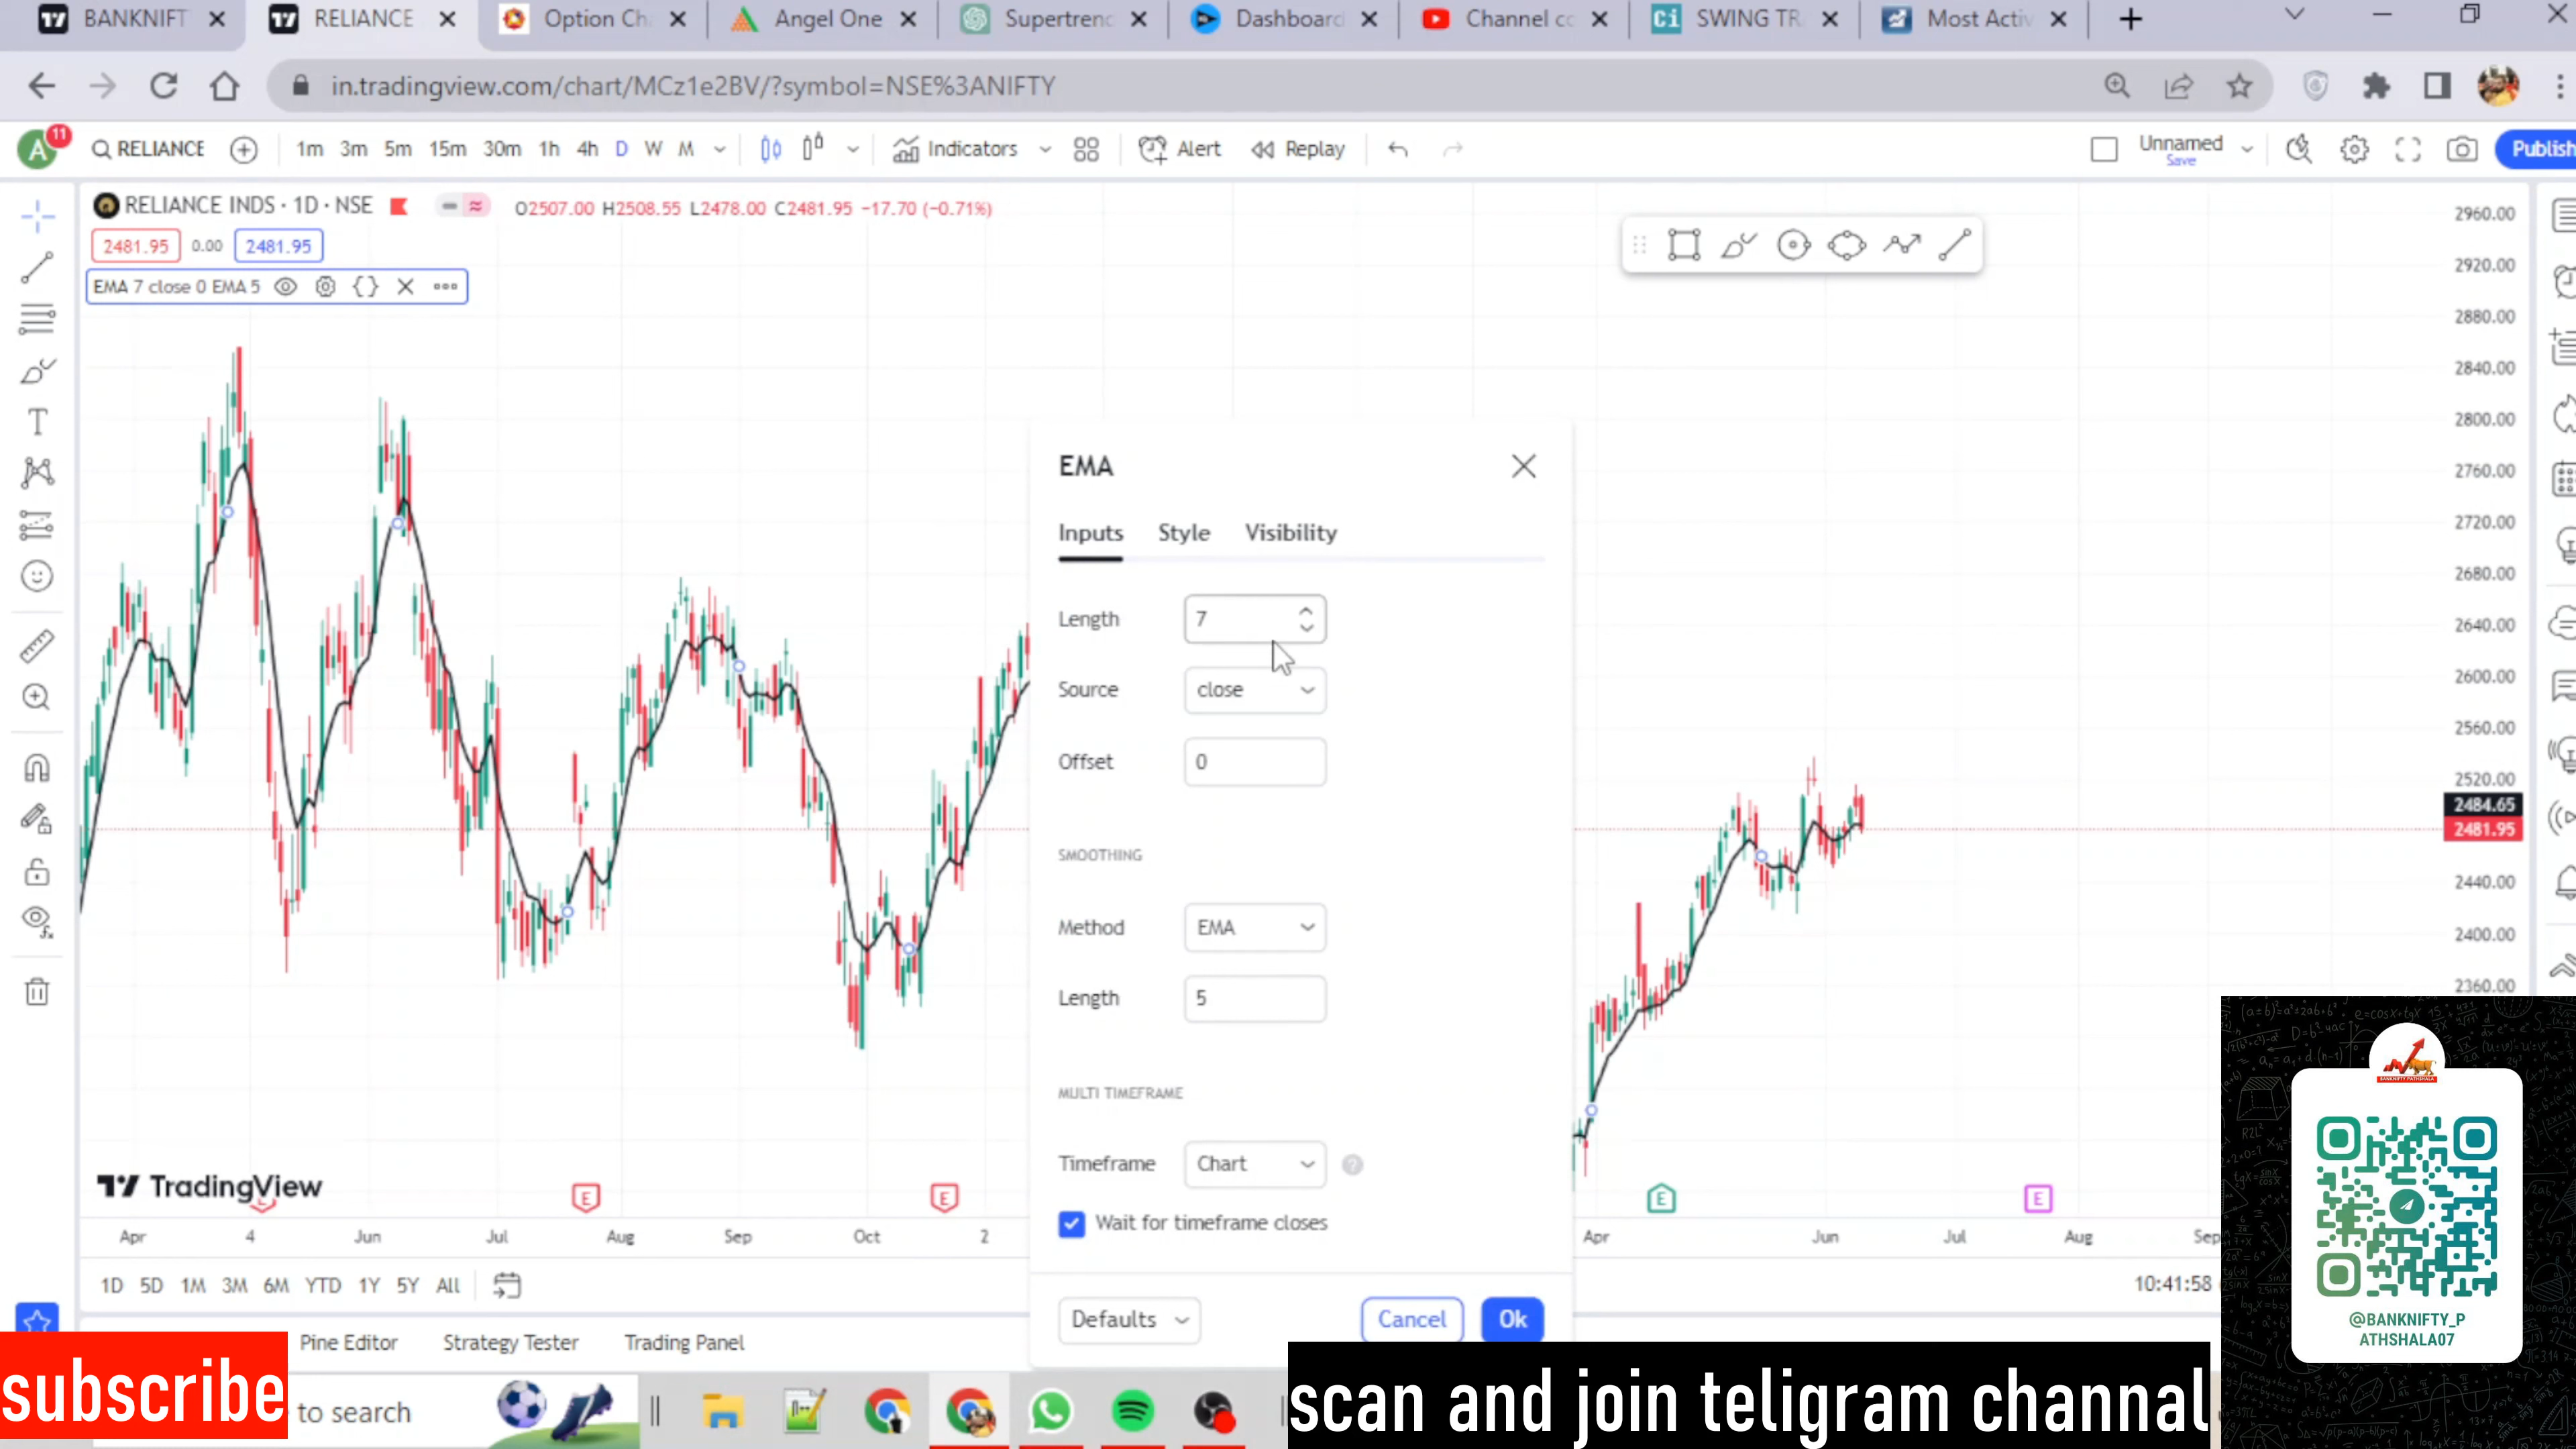 BANKNIFT
RELIANCE
Option Ch
Angel One
Supertrend
Dashboard
Channel co
Ci
SWING TR
Most Activ
in.tradingview.com/chart/MCz1e2BV/?symbol=NSE%3ANIFTY
A
11
RELIANCE
1m 3m 5m 15m 30m 1h 4h D W M
Indicators
Alert
Replay
Unnamed
Save
Publish
RELIANCE INDS · 1D · NSE
O2507.00 H2508.55 L2478.00 C2481.95 −17.70 (−0.71%)
2481.95 0.00 2481.95
EMA 7 close 0 EMA 5
2960.00
2920.00
2880.00
2840.00
2800.00
2760.00
2720.00
2680.00
2640.00
2600.00
2560.00
2520.00
2484.65
2481.95
2440.00
2400.00
2360.00
EMA
Inputs Style Visibility
Length 7
Source close
Offset 0
SMOOTHING
Method EMA
Length 5
MULTI TIMEFRAME
Timeframe Chart ?
Wait for timeframe closes
Defaults Cancel Ok
TradingView
E E E E
Apr 4 Jun Jul Aug Sep Oct 2 Apr Jun Jul Aug Sep
1D 5D 1M 3M 6M YTD 1Y 5Y All
10:41:58
Pine Editor Strategy Tester Trading Panel
subscribe
to search
scan and join teligram channal
BANKNIFTY PATHSHALA
@BANKNIFTY_P
ATHSHALA07